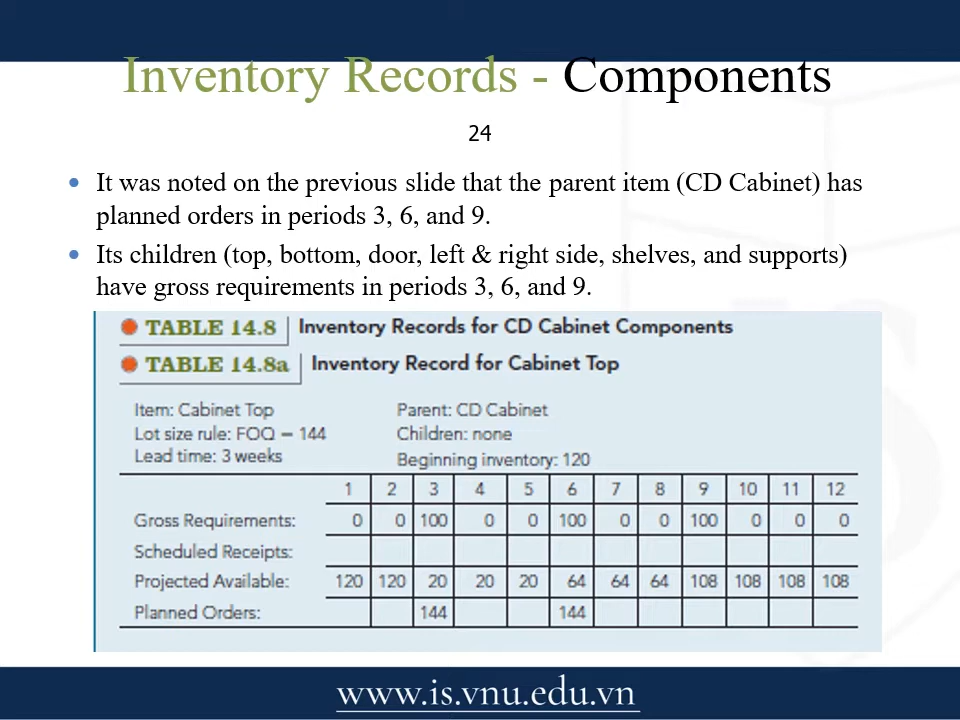 Inventory Records - Components
24
It was noted on the previous slide that the parent item (CD Cabinet) has
planned orders in periods 3, 6, and 9.
Its children (top, bottom, door, left & right side, shelves, and supports)
have gross requirements in periods 3, 6, and 9.
TABLE 14.8 Inventory Records for CD Cabinet Components
TABLE 14.8a Inventory Record for Cabinet Top
Item: Cabinet Top Parent: CD Cabinet
Lot size rule: FOQ = 144 Children: none
Lead time: 3 weeks Beginning inventory: 120
1 2 3 4 5 6 7 8 9 10 11 12
Gross Requirements: 0 0 100 0 0 100 0 0 100 0 0 0
Scheduled Receipts:
Projected Available: 120 120 20 20 20 64 64 64 108 108 108 108
Planned Orders: 144 144
www.is.vnu.edu.vn